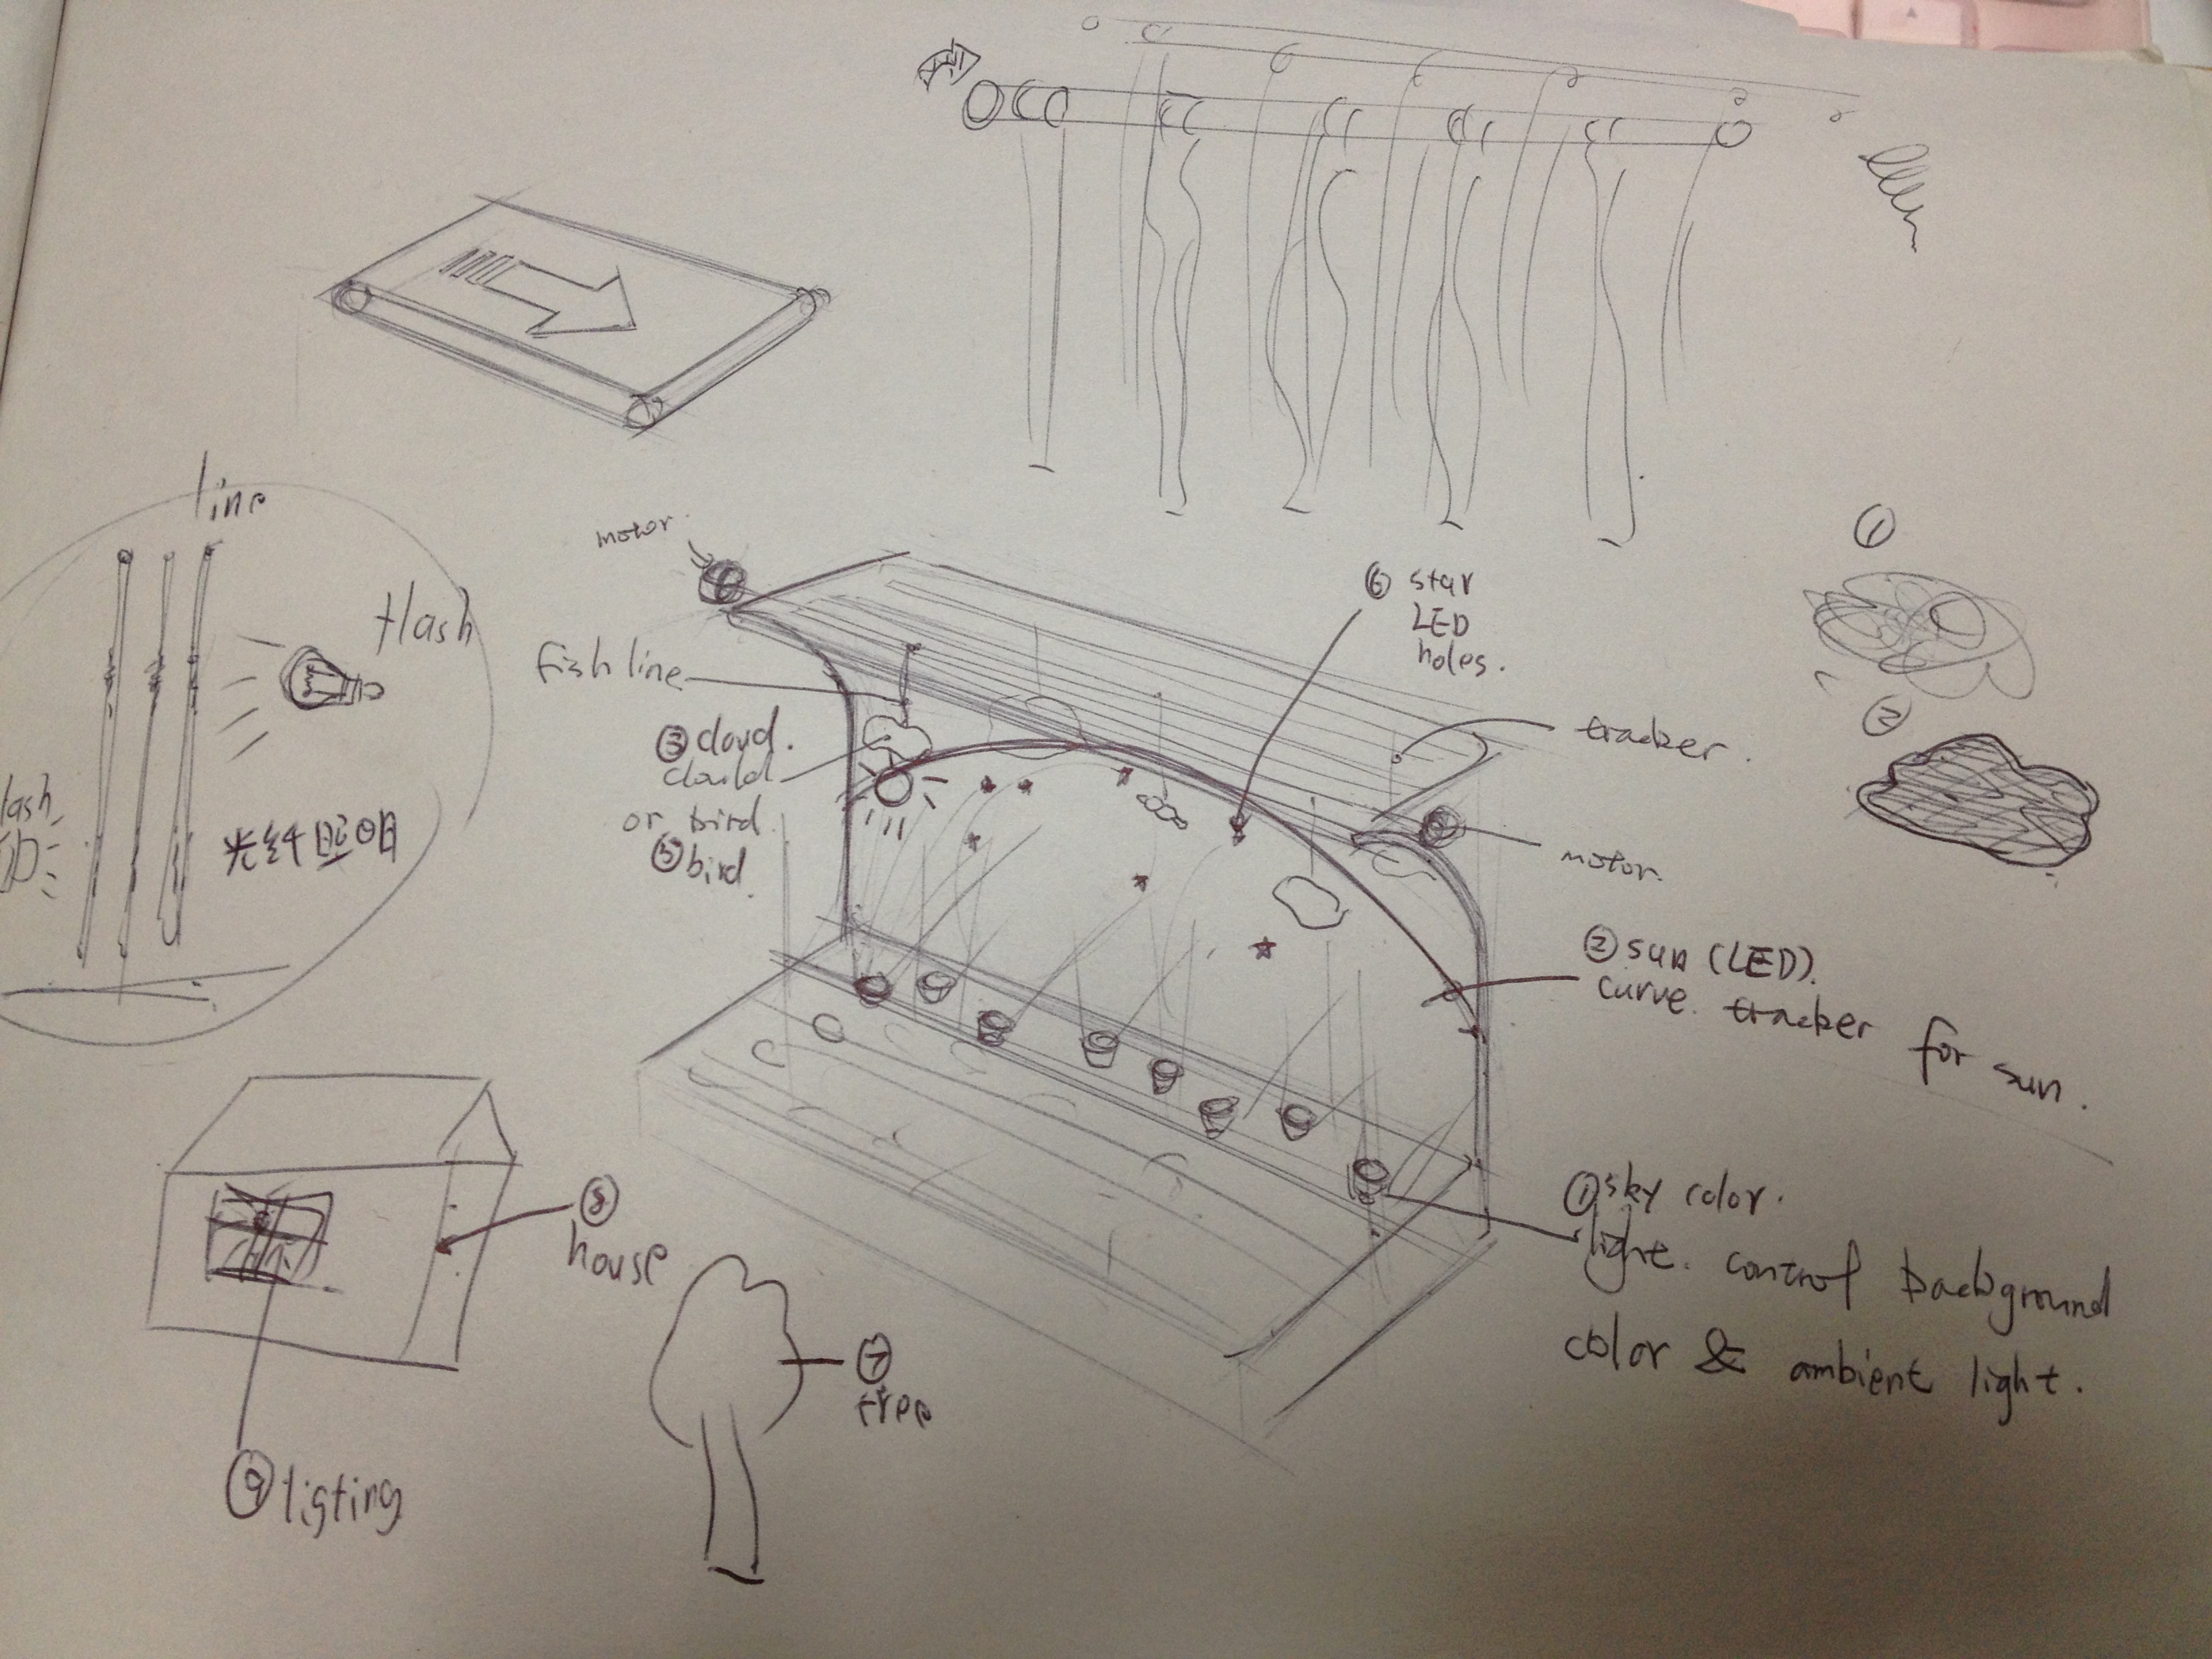 line
flash
lash
光纤照明
motor.
fish line
③ cloud.
clould
or bird
⑤ bird.
⑥ star
LED
holes.
tracker.
motor.
② sun (LED).
curve. tracker for sun.
① sky color.
light. control background
color & ambient light.
①
②
⑧
house
⑦
tree
⑨ ligting